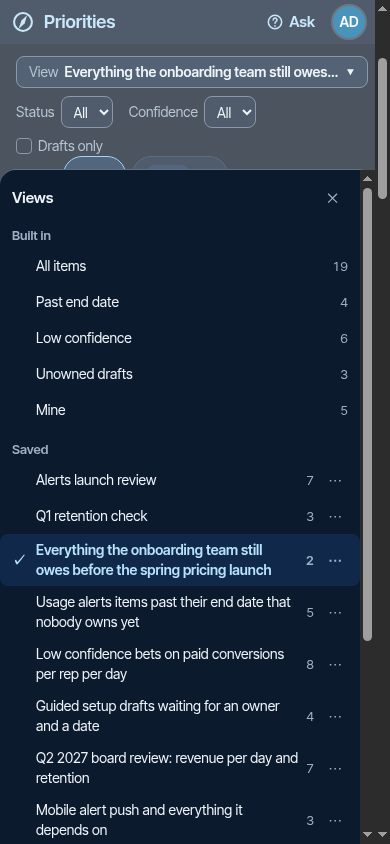 Priorities
Ask
AD
View Everything the onboarding team still owes...
Status All Confidence All
Drafts only
Views
Built in
All items 19
Past end date 4
Low confidence 6
Unowned drafts 3
Mine 5
Saved
Alerts launch review 7
Q1 retention check 3
Everything the onboarding team still
owes before the spring pricing launch 2
Usage alerts items past their end date that
nobody owns yet 5
Low confidence bets on paid conversions
per rep per day 8
Guided setup drafts waiting for an owner
and a date 4
Q2 2027 board review: revenue per day and
retention 7
Mobile alert push and everything it
depends on 3